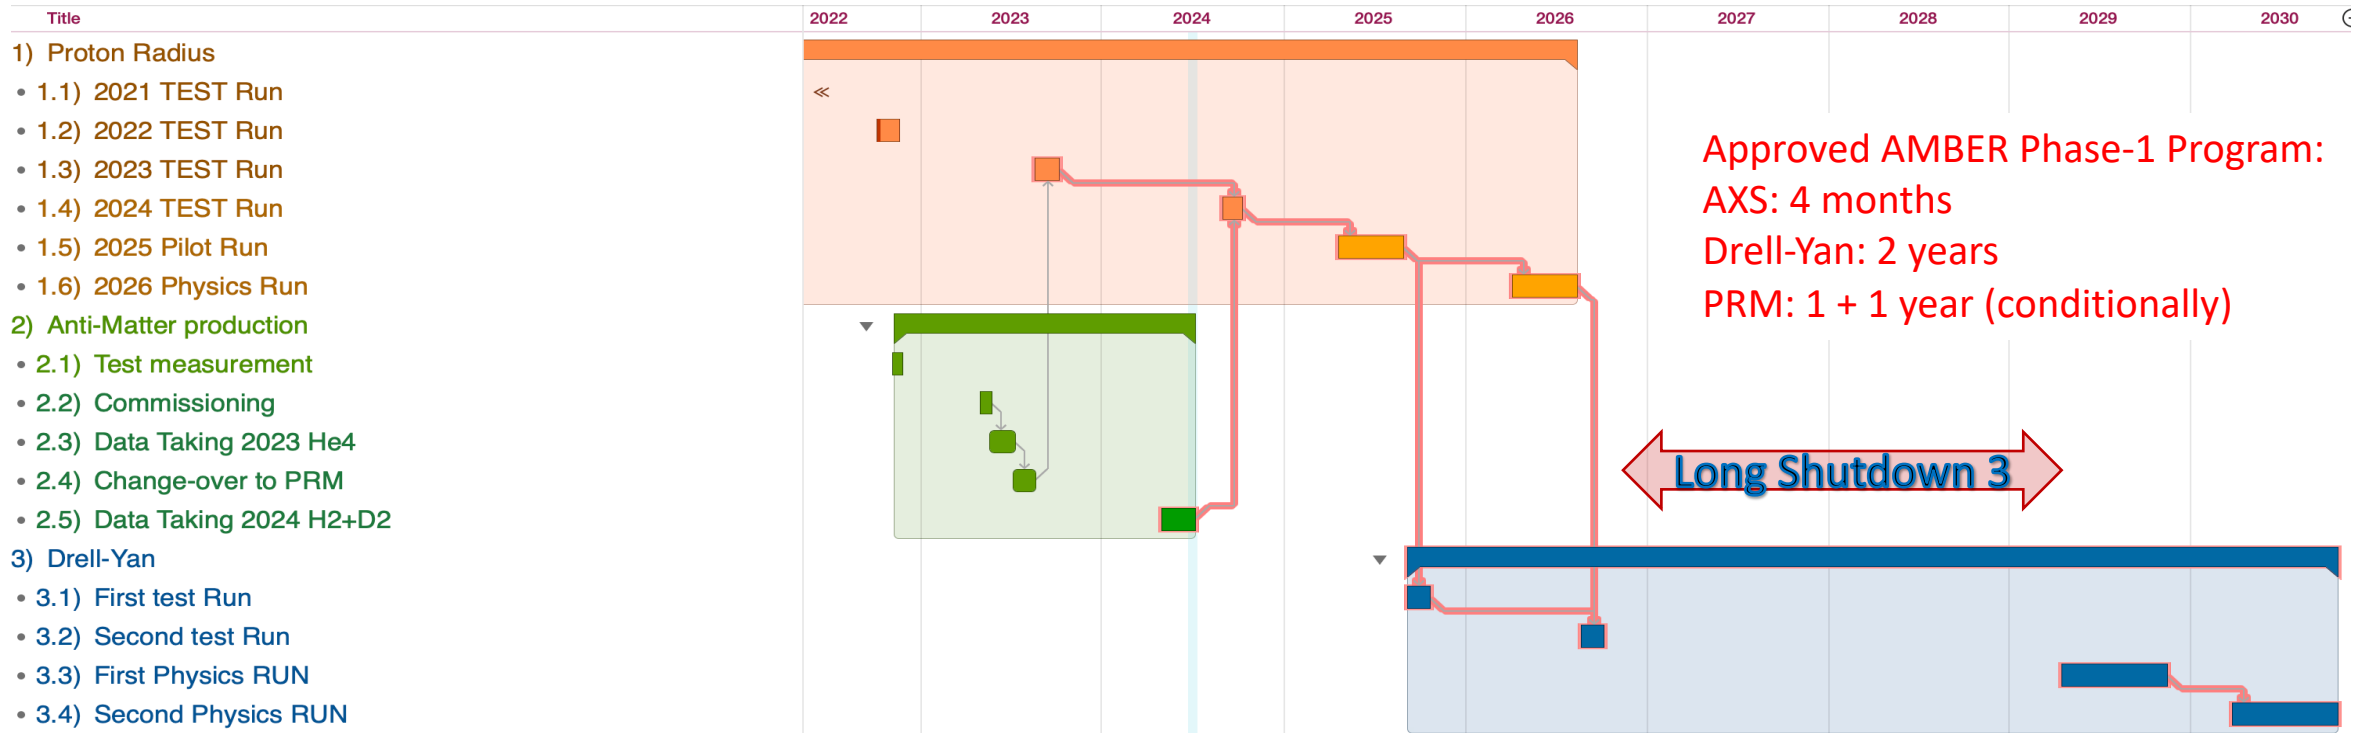 Title 2022 2023 2024 2025 2026 2027 2028 2029 2030
1) Proton Radius
• 1.1) 2021 TEST Run
• 1.2) 2022 TEST Run
• 1.3) 2023 TEST Run
• 1.4) 2024 TEST Run
• 1.5) 2025 Pilot Run
• 1.6) 2026 Physics Run
2) Anti-Matter production
• 2.1) Test measurement
• 2.2) Commissioning
• 2.3) Data Taking 2023 He4
• 2.4) Change-over to PRM
• 2.5) Data Taking 2024 H2+D2
3) Drell-Yan
• 3.1) First test Run
• 3.2) Second test Run
• 3.3) First Physics RUN
• 3.4) Second Physics RUN
Approved AMBER Phase-1 Program:
AXS: 4 months
Drell-Yan: 2 years
PRM: 1 + 1 year (conditionally)
Long Shutdown 3